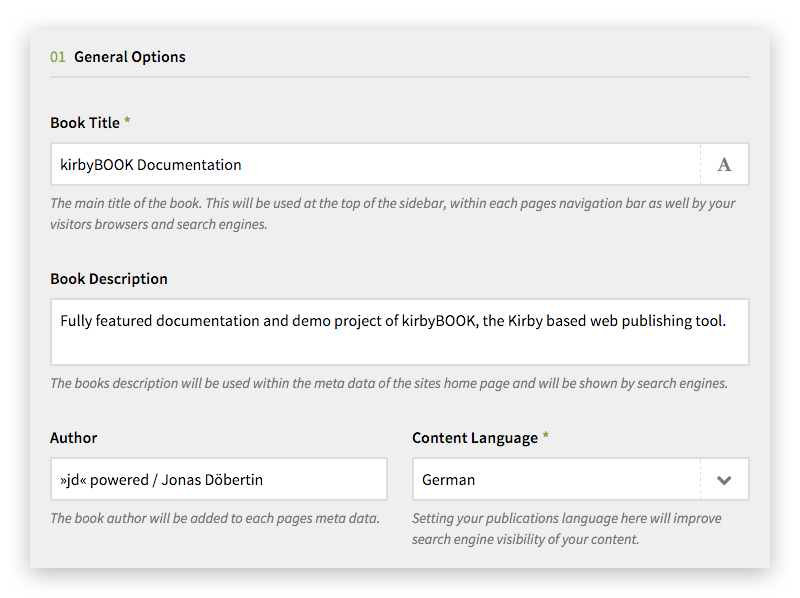 01 General Options
Book Title *
kirbyBOOK Documentation A
The main title of the book. This will be used at the top of the sidebar, within each pages navigation bar as well by your
visitors browsers and search engines.
Book Description
Fully featured documentation and demo project of kirbyBOOK, the Kirby based web publishing tool.
The books description will be used within the meta data of the sites home page and will be shown by search engines.
Author
»jd« powered / Jonas Döbertin
The book author will be added to each pages meta data.
Content Language *
German
Setting your publications language here will improve
search engine visibility of your content.